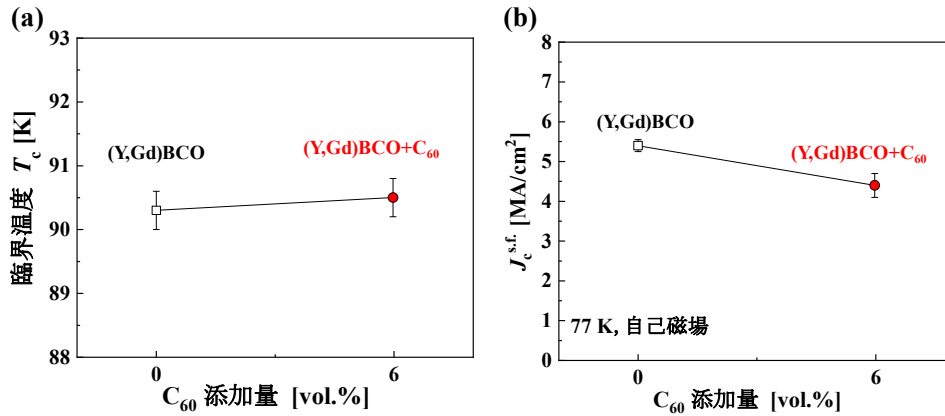 (a)
臨界温度 Tc [K]
93
92
91
90
89
88
(Y,Gd)BCO
(Y,Gd)BCO+C60
0
6
C60 添加量 [vol.%]
(b)
Jc s.f. [MA/cm2]
8
7
6
5
4
3
2
1
0
(Y,Gd)BCO
(Y,Gd)BCO+C60
77 K, 自己磁場
0
6
C60 添加量 [vol.%]